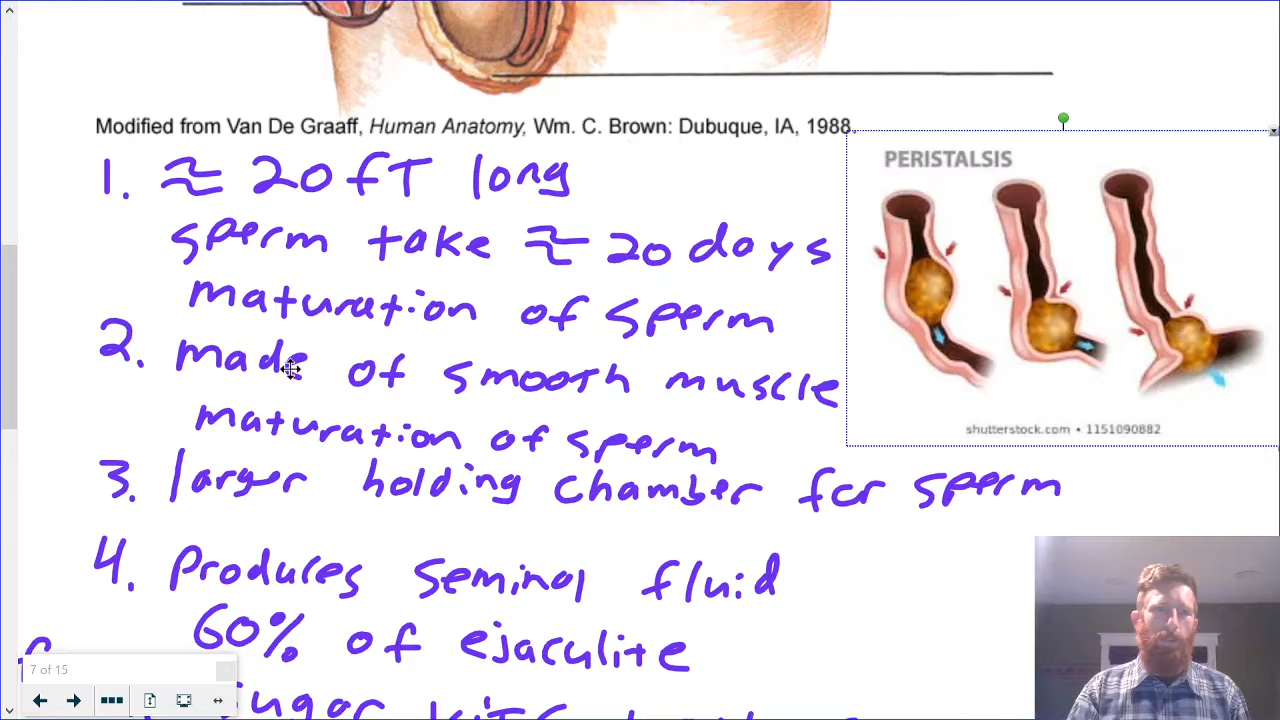 Modified from Van De Graaff, Human Anatomy, Wm. C. Brown: Dubuque, IA, 1988.
PERISTALSIS
1. ≈ 20 fT long
sperm take ≈ 20 days
maturation of sperm
2. made of smooth muscle
maturation of sperm
shutterstock.com • 1151090882
3. larger holding chamber for sperm
4. Produces seminal fluid
60% of ejaculite
7 of 15